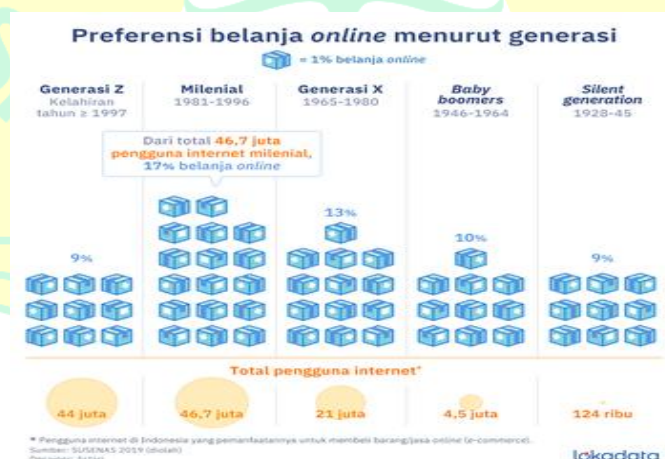 Preferensi belanja online menurut generasi
= 1% belanja online
Generasi Z
Kelahiran
tahun ≥ 1997
Milenial
1981-1996
Generasi X
1965-1980
Baby
boomers
1946-1964
Silent
generation
1928-45
Dari total 46,7 juta
pengguna internet milenial,
17% belanja online
9%
13%
10%
9%
Total pengguna internet*
44 juta
46,7 juta
21 juta
4,5 juta
124 ribu
* Pengguna internet di Indonesia yang pemanfaatannya untuk membeli barang/jasa online (e-commerce).
Sumber: SUSENAS 2019 (diolah)
lokadata